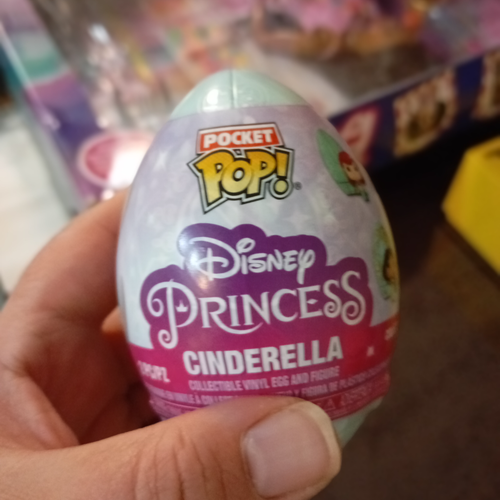 POCKET
POP!
Disney
PRINCESS
CINDERELLA
COLLECTIBLE VINYL EGG AND FIGURE